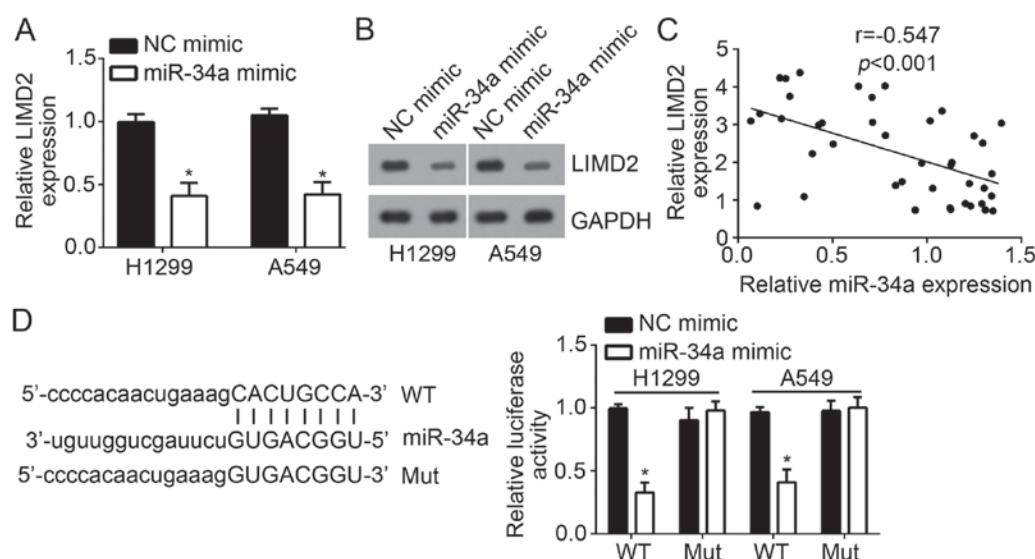 A
NC mimic
miR-34a mimic
Relative LIMD2
expression
1.5
1.0
0.5
0.0
*
*
H1299
A549
B
NC mimic
miR-34a mimic
NC mimic
miR-34a mimic
LIMD2
GAPDH
H1299
A549
C
r=-0.547
p<0.001
Relative LIMD2
expression
5
4
3
2
1
0
0.0
0.5
1.0
1.5
Relative miR-34a expression
D
5’-ccccacaacugaaagCACUGCCA-3’ WT
3’-uguuggucgauucuGUGACGGU-5’ miR-34a
5’-ccccacaacugaaagGUGACGGU-3’ Mut
NC mimic
miR-34a mimic
Relative luciferase
activity
1.5
1.0
0.5
0.0
H1299
A549
*
*
WT
Mut
WT
Mut